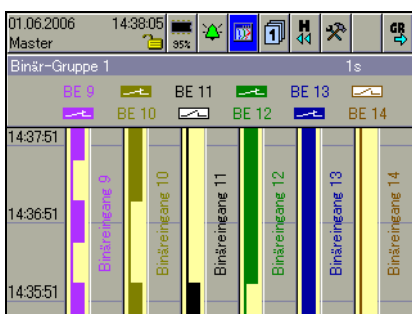 01.06.2006 14:38:05
Master
95%
1
H
GR
Binär-Gruppe 1 1s
BE 9 BE 11 BE 13
BE 10 BE 12 BE 14
14:37:51
14:36:51
14:35:51
Binäreingang 9
Binäreingang 10
Binäreingang 11
Binäreingang 12
Binäreingang 13
Binäreingang 14